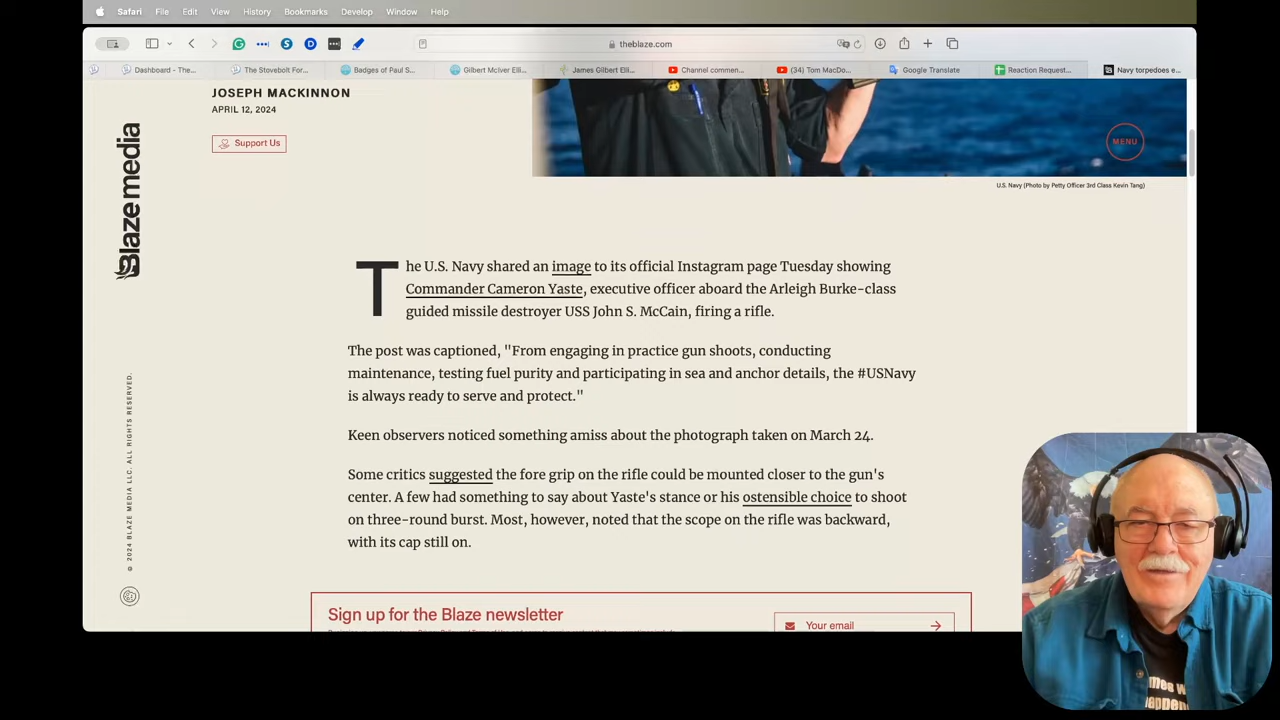 Safari File Edit View History Bookmarks Develop Window Help
theblaze.com
Dashboard - The...
The Stovebolt For...
Badges of Paul S...
Gilbert McIver Elli...
James Gilbert Elli...
Channel commen...
(34) Tom MacDo...
Google Translate
Reaction Request...
Navy torpedoes e...
JOSEPH MACKINNON
APRIL 12, 2024
Support Us
MENU
Blaze media
U.S. Navy (Photo by Petty Officer 3rd Class Kevin Tang)
The U.S. Navy shared an image to its official Instagram page Tuesday showing
Commander Cameron Yaste, executive officer aboard the Arleigh Burke-class
guided missile destroyer USS John S. McCain, firing a rifle.
The post was captioned, "From engaging in practice gun shoots, conducting
maintenance, testing fuel purity and participating in sea and anchor details, the #USNavy
is always ready to serve and protect."
Keen observers noticed something amiss about the photograph taken on March 24.
Some critics suggested the fore grip on the rifle could be mounted closer to the gun's
center. A few had something to say about Yaste's stance or his ostensible choice to shoot
on three-round burst. Most, however, noted that the scope on the rifle was backward,
with its cap still on.
© 2024 BLAZE MEDIA LLC. ALL RIGHTS RESERVED.
Sign up for the Blaze newsletter
Your email